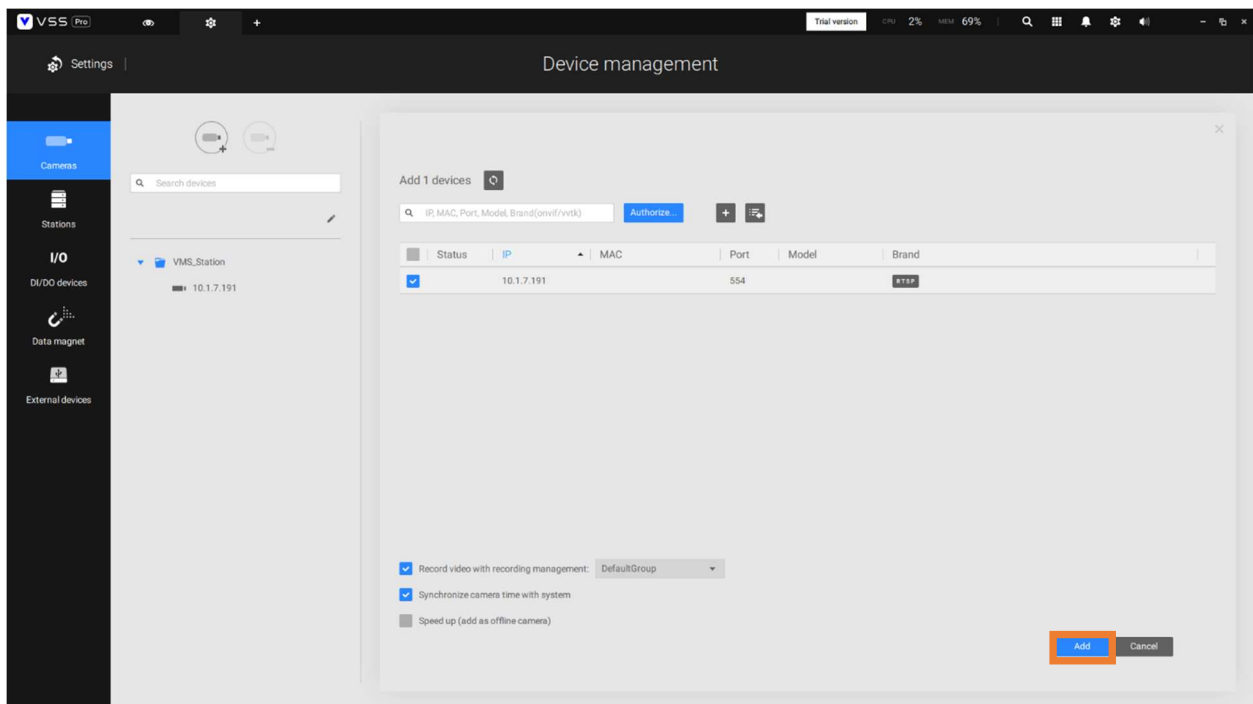 VSS Pro
Trial version CPU 2% MEM 69%
Settings
Device management
Cameras
Stations
I/O
DI/DO devices
Data magnet
External devices
Search devices
VMS_Station
10.1.7.191
Add 1 devices
IP, MAC, Port, Model, Brand(onvif/vvtk) Authorize...
Status IP MAC Port Model Brand
10.1.7.191 554 RTSP
Record video with recording management: DefaultGroup
Synchronize camera time with system
Speed up (add as offline camera)
Add Cancel